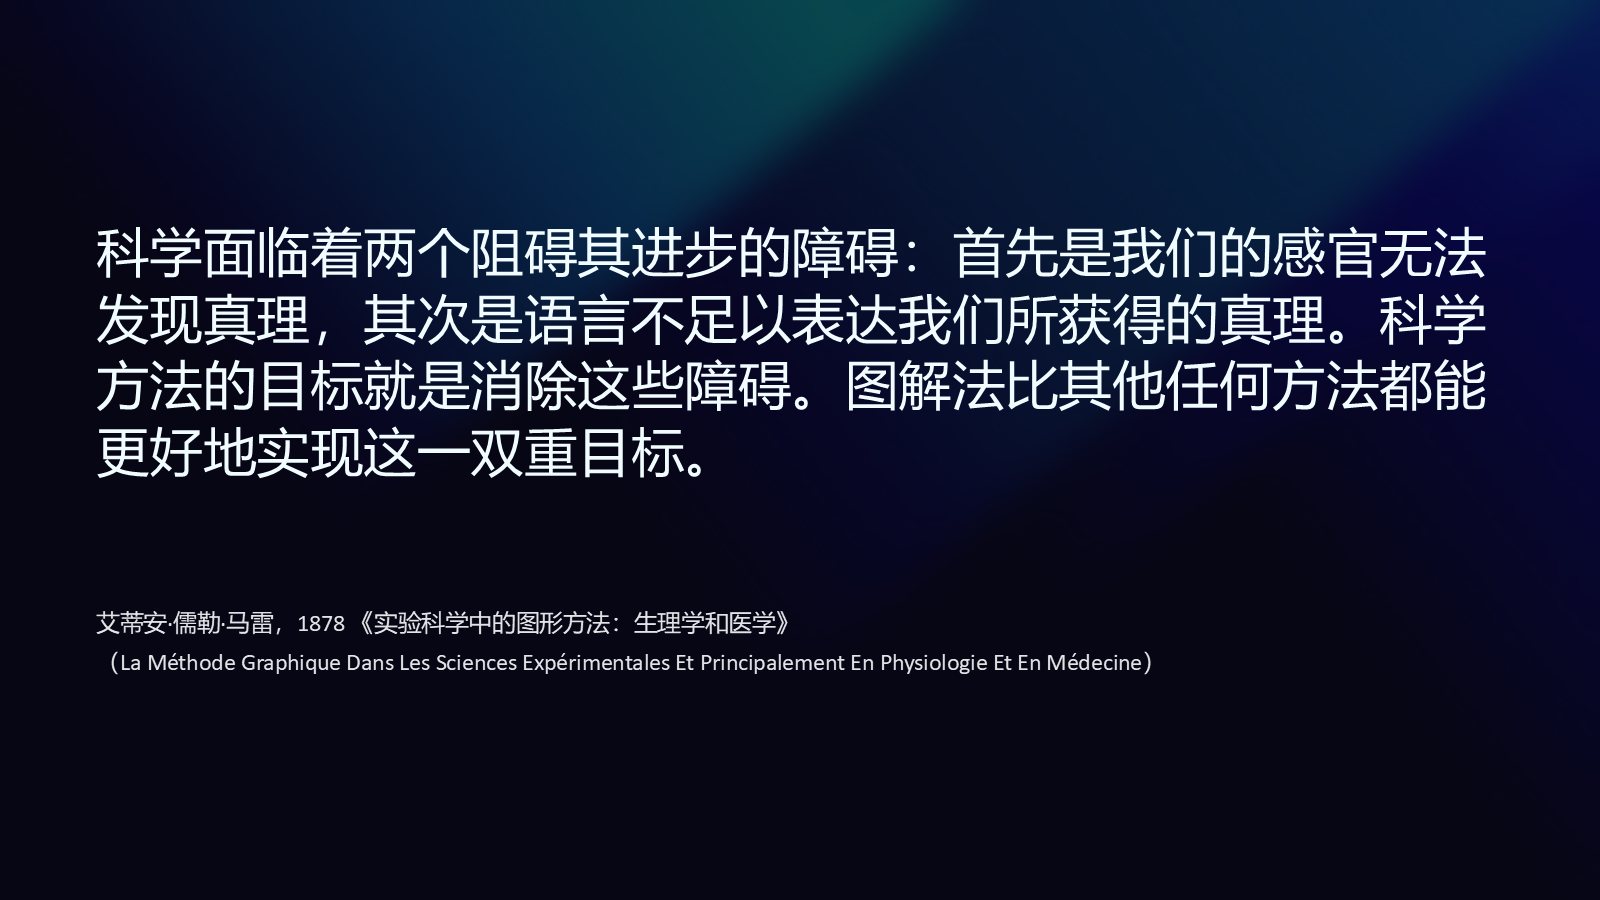 科学面临着两个阻碍其进步的障碍：首先是我们的感官无法
发现真理，其次是语言不足以表达我们所获得的真理。科学
方法的目标就是消除这些障碍。图解法比其他任何方法都能
更好地实现这一双重目标。
艾蒂安·儒勒·马雷，1878《实验科学中的图形方法：生理学和医学》
（La Méthode Graphique Dans Les Sciences Expérimentales Et Principalement En Physiologie Et En Médecine）